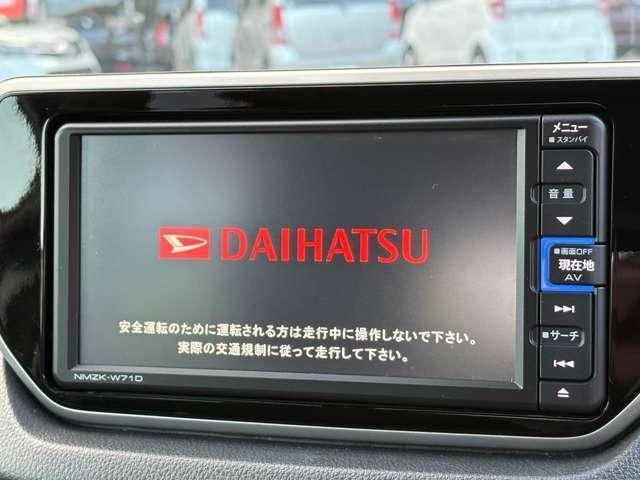 DAIHATSU
安全運転のために運転される方は走行中に操作しないで下さい。
実際の交通規制に従って走行して下さい。
NMZK-W71D
メニュー
スタンバイ
音量
画面OFF
現在地
AV
サーチ